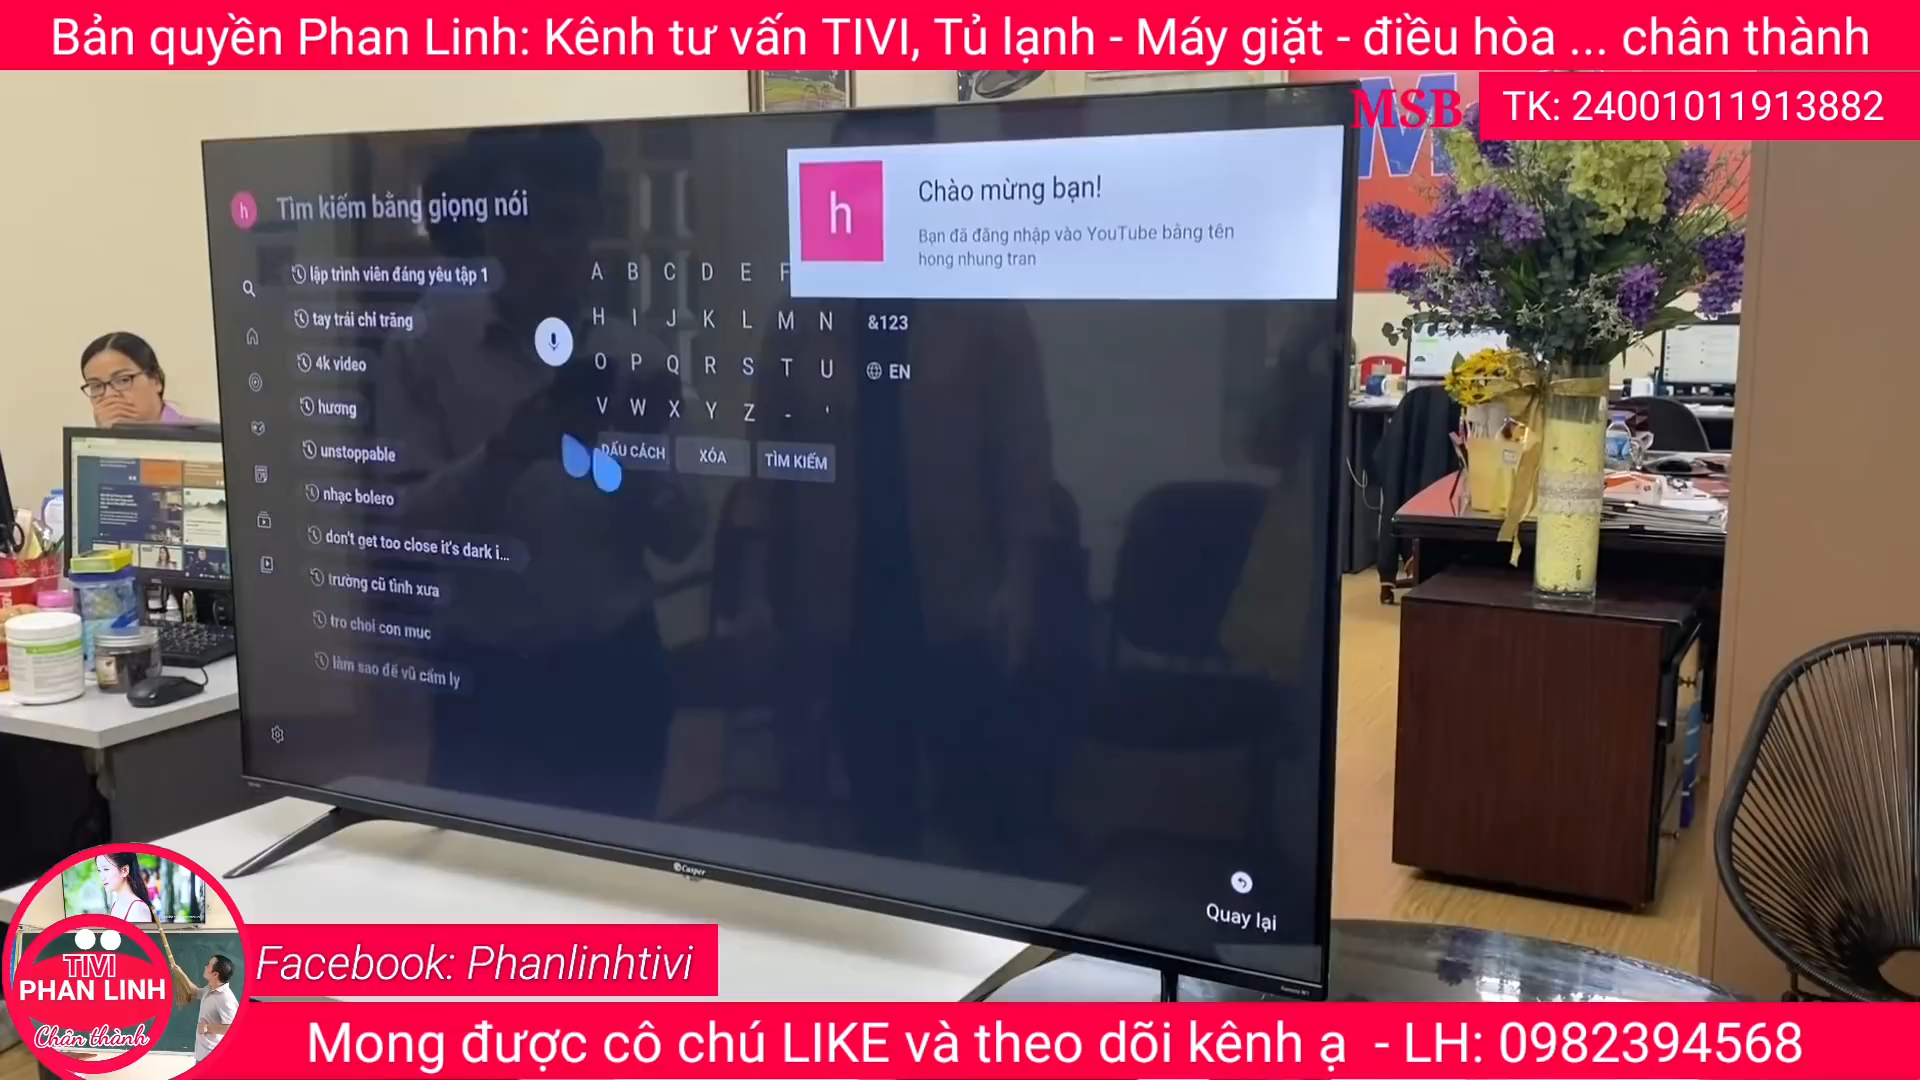 Bản quyền Phan Linh: Kênh tư vấn TIVI, Tủ lạnh - Máy giặt - điều hòa ... chân thành
MSB
TK: 24001011913882
h
Tìm kiếm bằng giọng nói
h
Chào mừng bạn!
Bạn đã đăng nhập vào YouTube bằng tên
hong nhung tran
lập trình viên đáng yêu tập 1
tay trái chỉ trăng
4k video
hương
unstoppable
nhạc bolero
don't get too close it's dark i...
trường cũ tình xưa
tro choi con muc
làm sao để vũ cẩm ly
A B C D E F
H I J K L M N &123
O P Q R S T U EN
V W X Y Z - '
DẤU CÁCH XÓA TÌM KIẾM
Quay lại
Casper
TIVI
PHAN LINH
Chân thành
Facebook: Phanlinhtivi
Mong được cô chú LIKE và theo dõi kênh ạ - LH: 0982394568